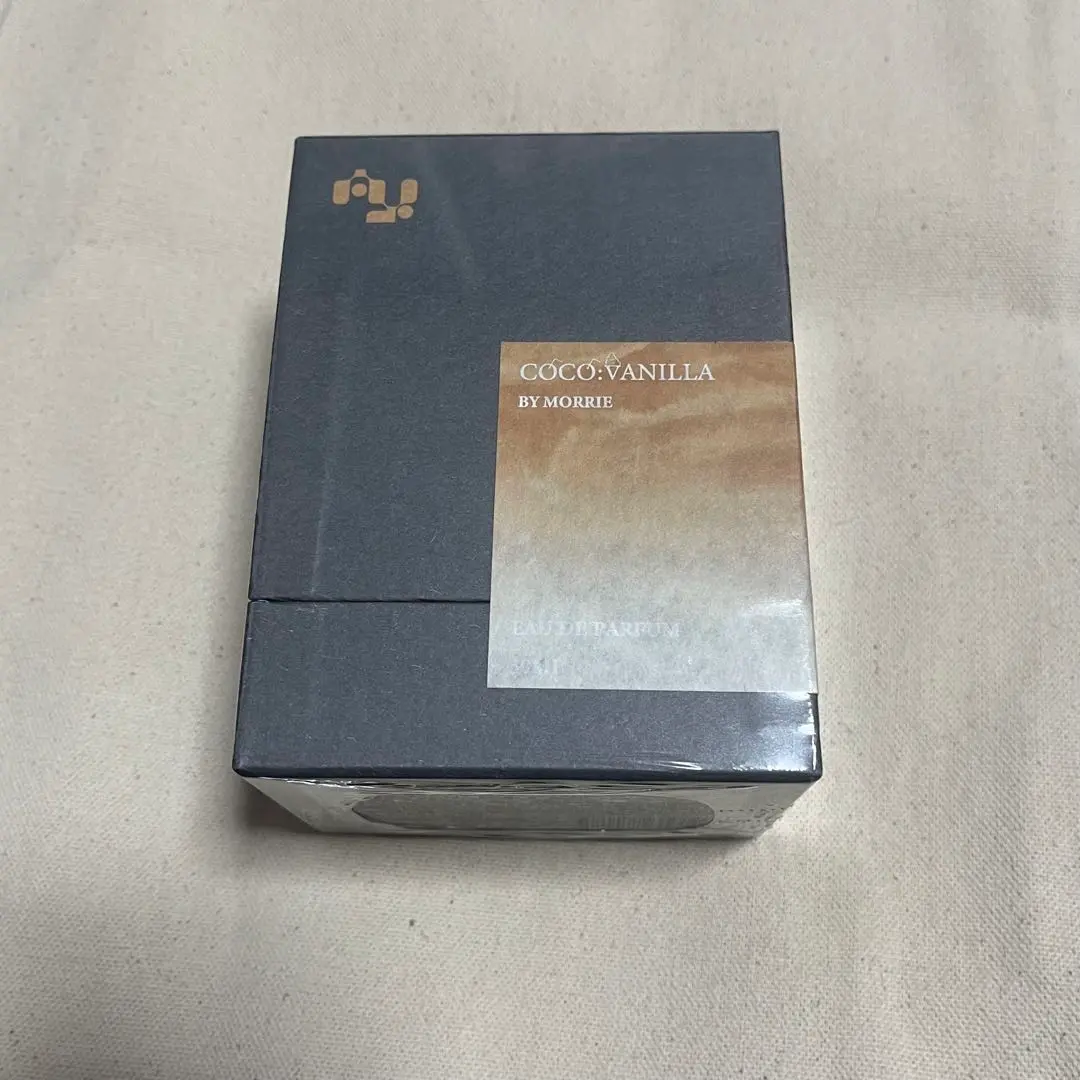 COCO:VANILLA
BY MORRIE
EAU DE PARFUM